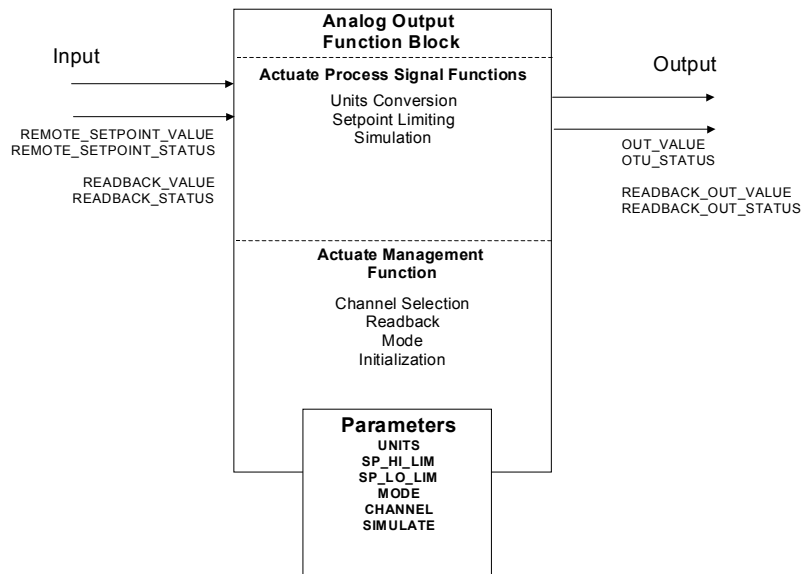 Analog Output
Function Block
Input
Actuate Process Signal Functions
Output
Units Conversion
Setpoint Limiting
Simulation
REMOTE_SETPOINT_VALUE
REMOTE_SETPOINT_STATUS
READBACK_VALUE
READBACK_STATUS
OUT_VALUE
OTU_STATUS
READBACK_OUT_VALUE
READBACK_OUT_STATUS
Actuate Management
Function
Channel Selection
Readback
Mode
Initialization
Parameters
UNITS
SP_HI_LIM
SP_LO_LIM
MODE
CHANNEL
SIMULATE